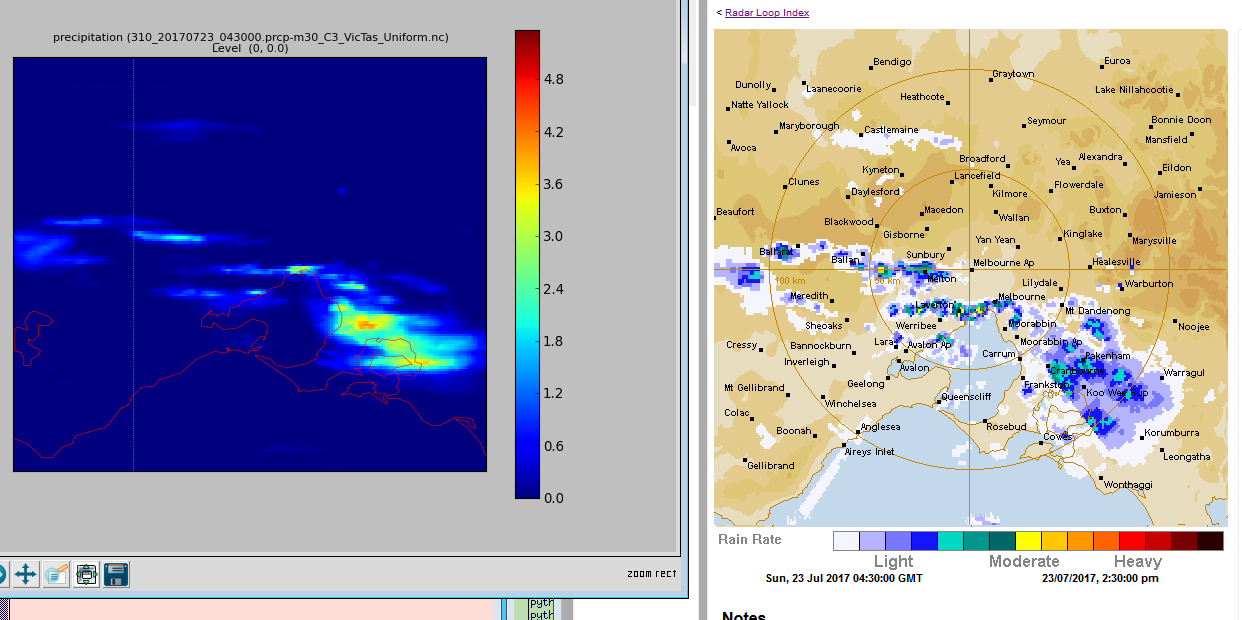 precipitation (310_20170723_043000.prcp-m30_C3_VicTas_Uniform.nc)
Level (0, 0.0)
4.8
4.2
3.6
3.0
2.4
1.8
1.2
0.6
0.0
zoom rect
pyth
pyth
< Radar Loop Index
Bendigo
Euroa
Graytown
Dunolly
Laanecoorie
Lake Nillahcootie
Heathcote
Natte Yallock
Seymour
Bonnie Doon
Maryborough
Castlemaine
Mansfield
Avoca
Broadford
Yea
Alexandra
Kyneton
Eildon
Lancefield
Clunes
Flowerdale
Daylesford
Kilmore
Jamieson
Beaufort
Macedon
Buxton
Wallan
Blackwood
Gisborne
Kinglake
Yan Yean
Marysville
Ballarat
Sunbury
Ballan
Melbourne Ap
Healesville
100 km
50 km
Melton
Lilydale
Warburton
Meredith
Melbourne
Laverton
Mt Dandenong
Sheoaks
Werribee
Moorabbin
Noojee
Cressy
Bannockburn
Lara
Avalon Ap
Moorabbin Ap
Carrum
Pakenham
Inverleigh
Avalon
Cranbourne
Warragul
Mt Gellibrand
Geelong
Frankston
Koo Wee Rup
Winchelsea
Queenscliff
Colac
Boonah
Anglesea
Rosebud
Cowes
Korumburra
Aireys Inlet
Leongatha
Gellibrand
Wonthaggi
Rain Rate
Light
Moderate
Heavy
Sun, 23 Jul 2017 04:30:00 GMT
23/07/2017, 2:30:00 pm
Notes